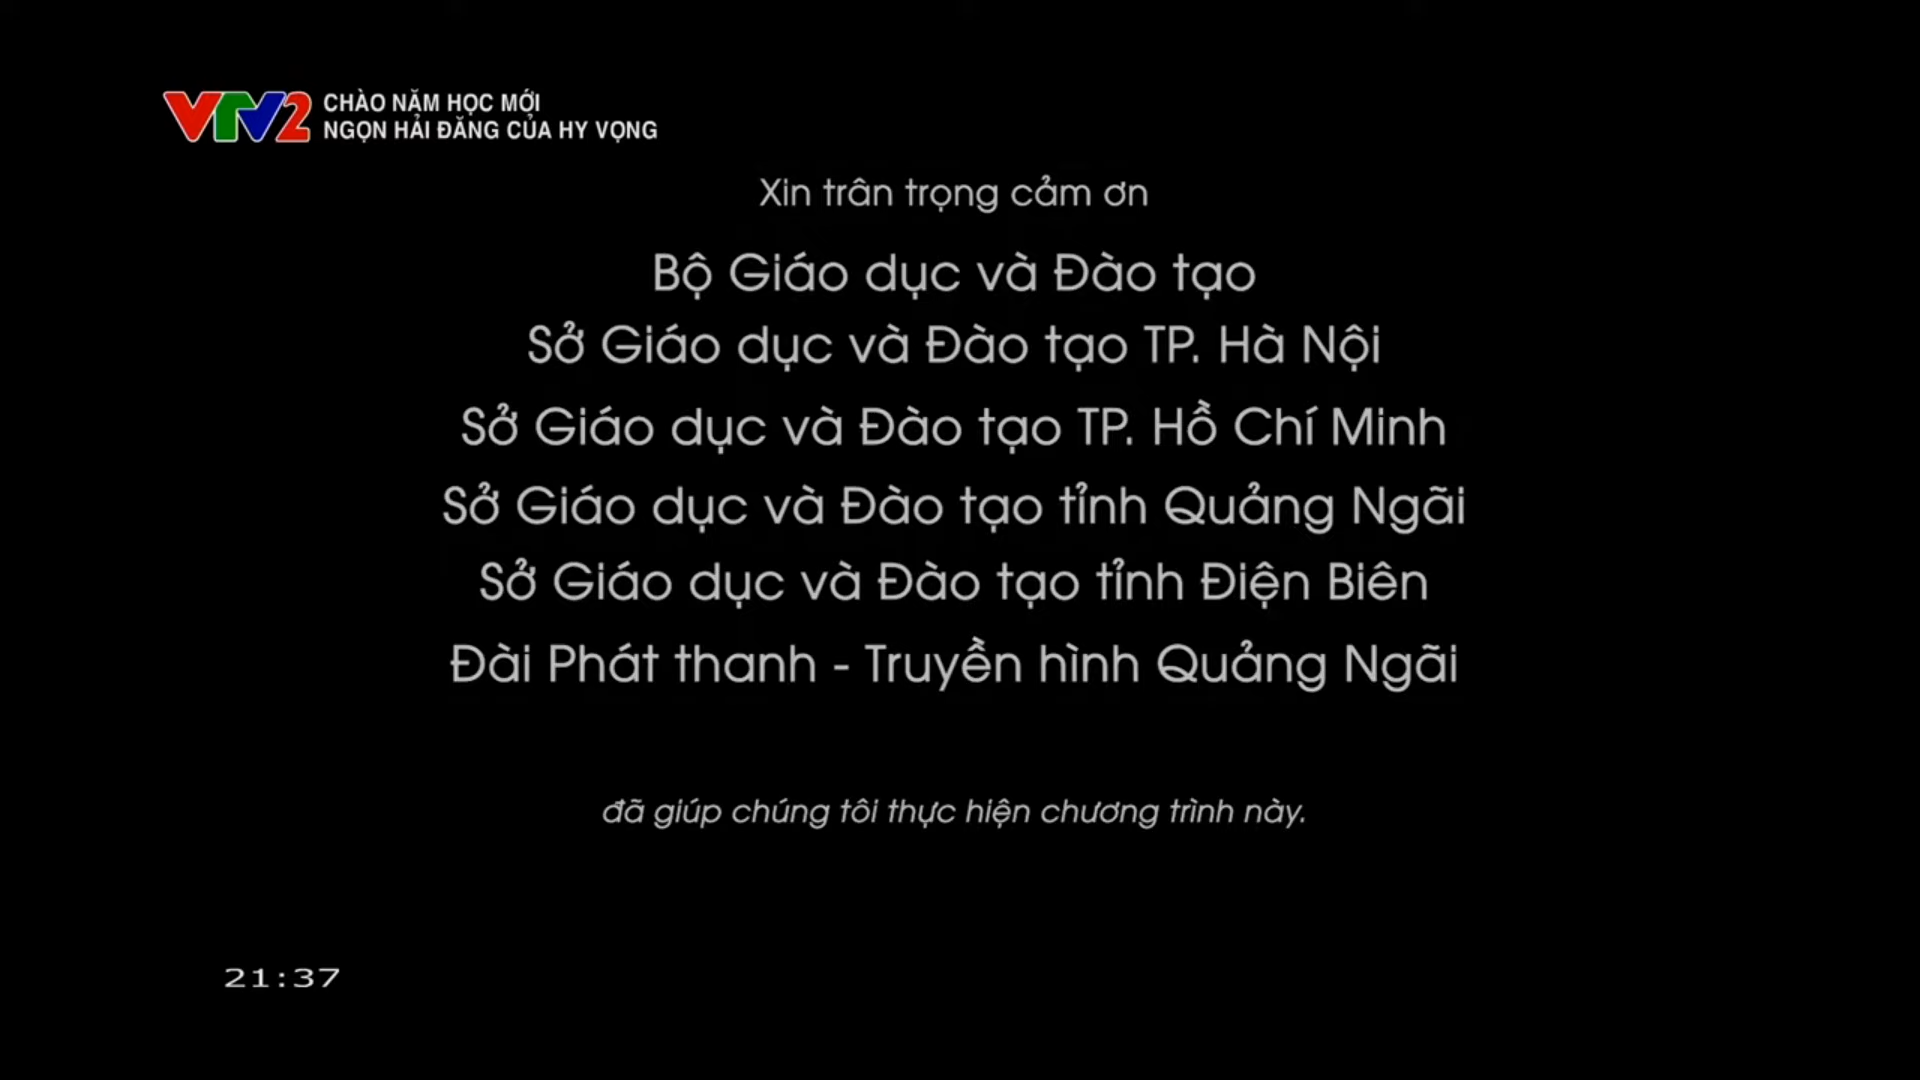 VTV2
CHÀO NĂM HỌC MỚI
NGỌN HẢI ĐĂNG CỦA HY VỌNG
Xin trân trọng cảm ơn
Bộ Giáo dục và Đào tạo
Sở Giáo dục và Đào tạo TP. Hà Nội
Sở Giáo dục và Đào tạo TP. Hồ Chí Minh
Sở Giáo dục và Đào tạo tỉnh Quảng Ngãi
Sở Giáo dục và Đào tạo tỉnh Điện Biên
Đài Phát thanh - Truyền hình Quảng Ngãi
đã giúp chúng tôi thực hiện chương trình này.
21:37